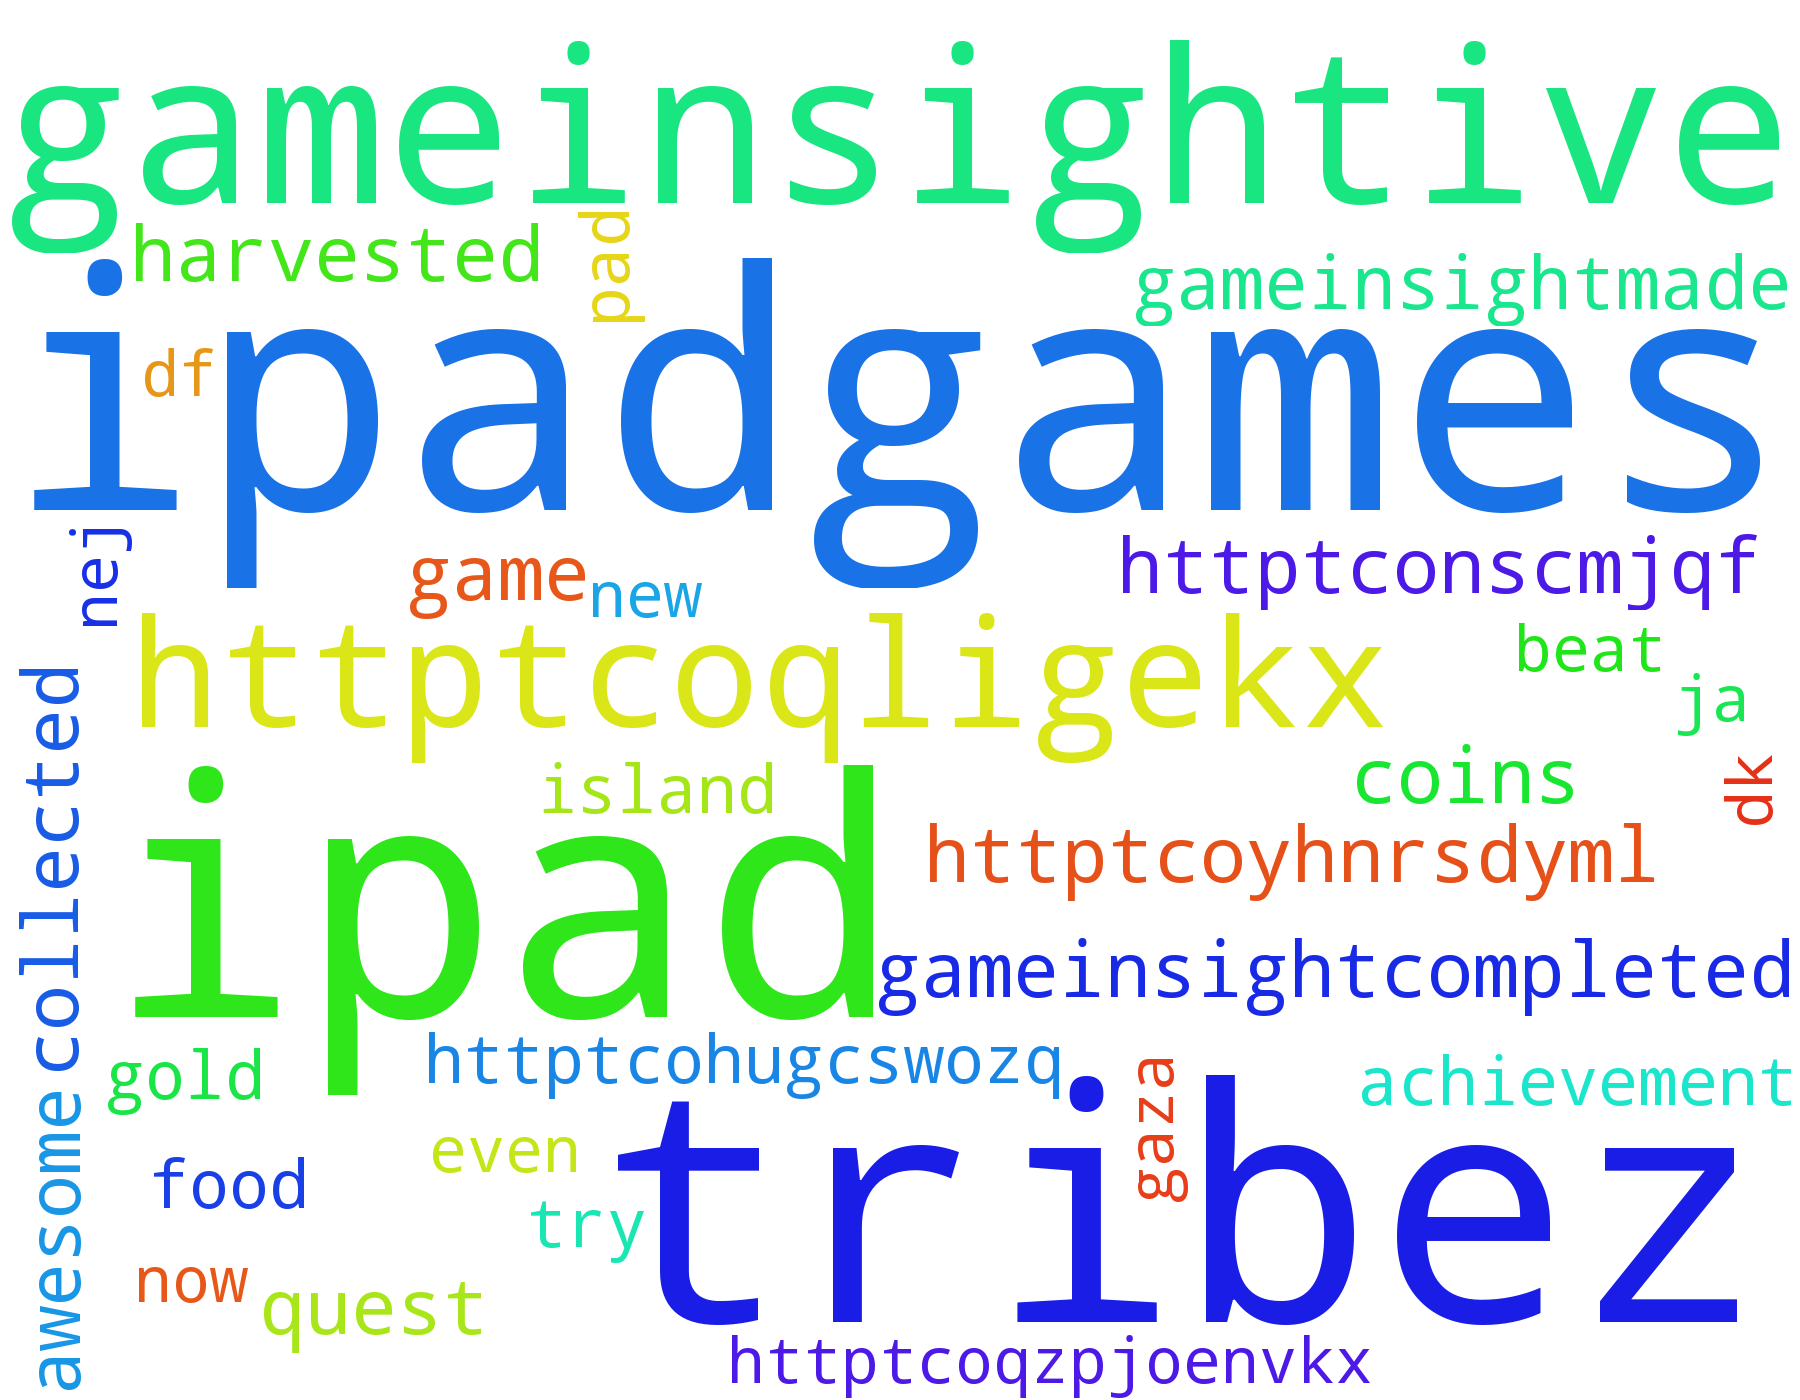 gameinsightive
harvested
pad
gameinsightmade
ipadgames
df
nej
game
new
httptconscmjqf
httptcoqligekx
beat
ja
collected
island
coins
dk
ipad
httptcoyhnrsdyml
gameinsightcompleted
gold
httptcohugcswozq
gaza
achievement
awesome
food
even
tribez
try
now
quest
httptcoqzpjoenvkx